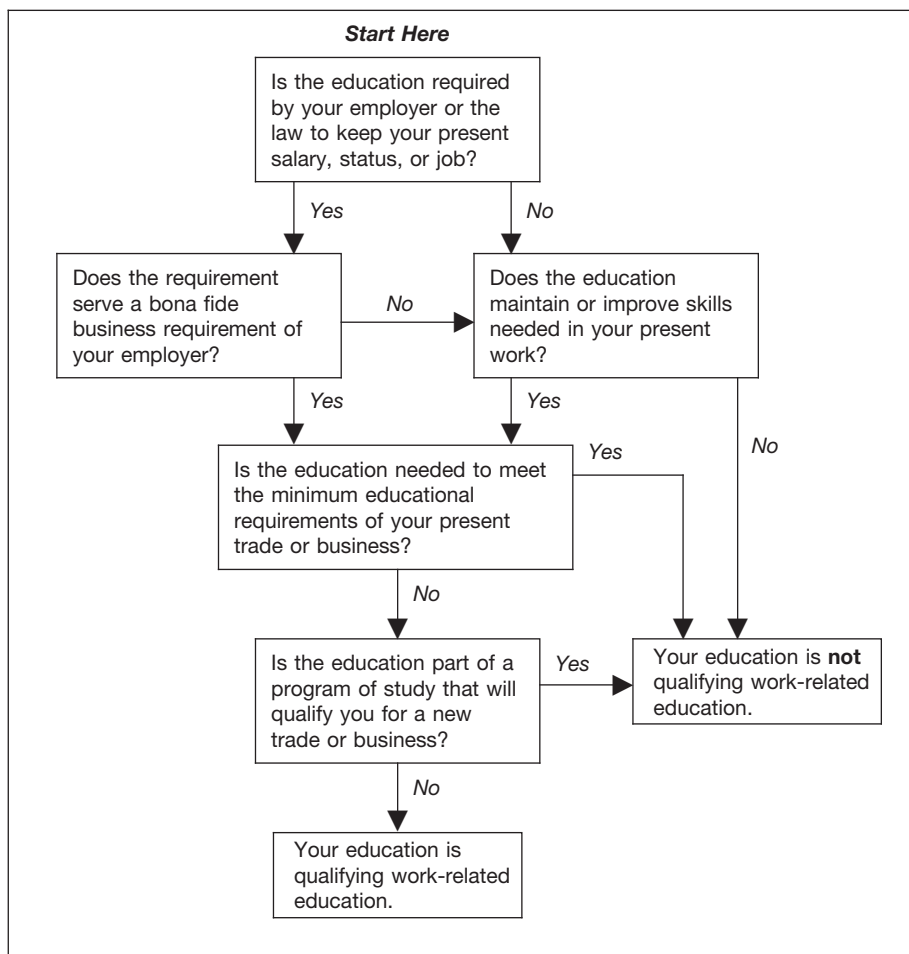 Start Here
Is the education required
by your employer or the
law to keep your present
salary, status, or job?
Yes
No
Does the requirement
serve a bona fide
business requirement of
your employer?
No
Does the education
maintain or improve skills
needed in your present
work?
Yes
Yes
No
Is the education needed to meet
the minimum educational
requirements of your present
trade or business?
Yes
No
Is the education part of a
program of study that will
qualify you for a new
trade or business?
Yes
Your education is not
qualifying work-related
education.
No
Your education is
qualifying work-related
education.